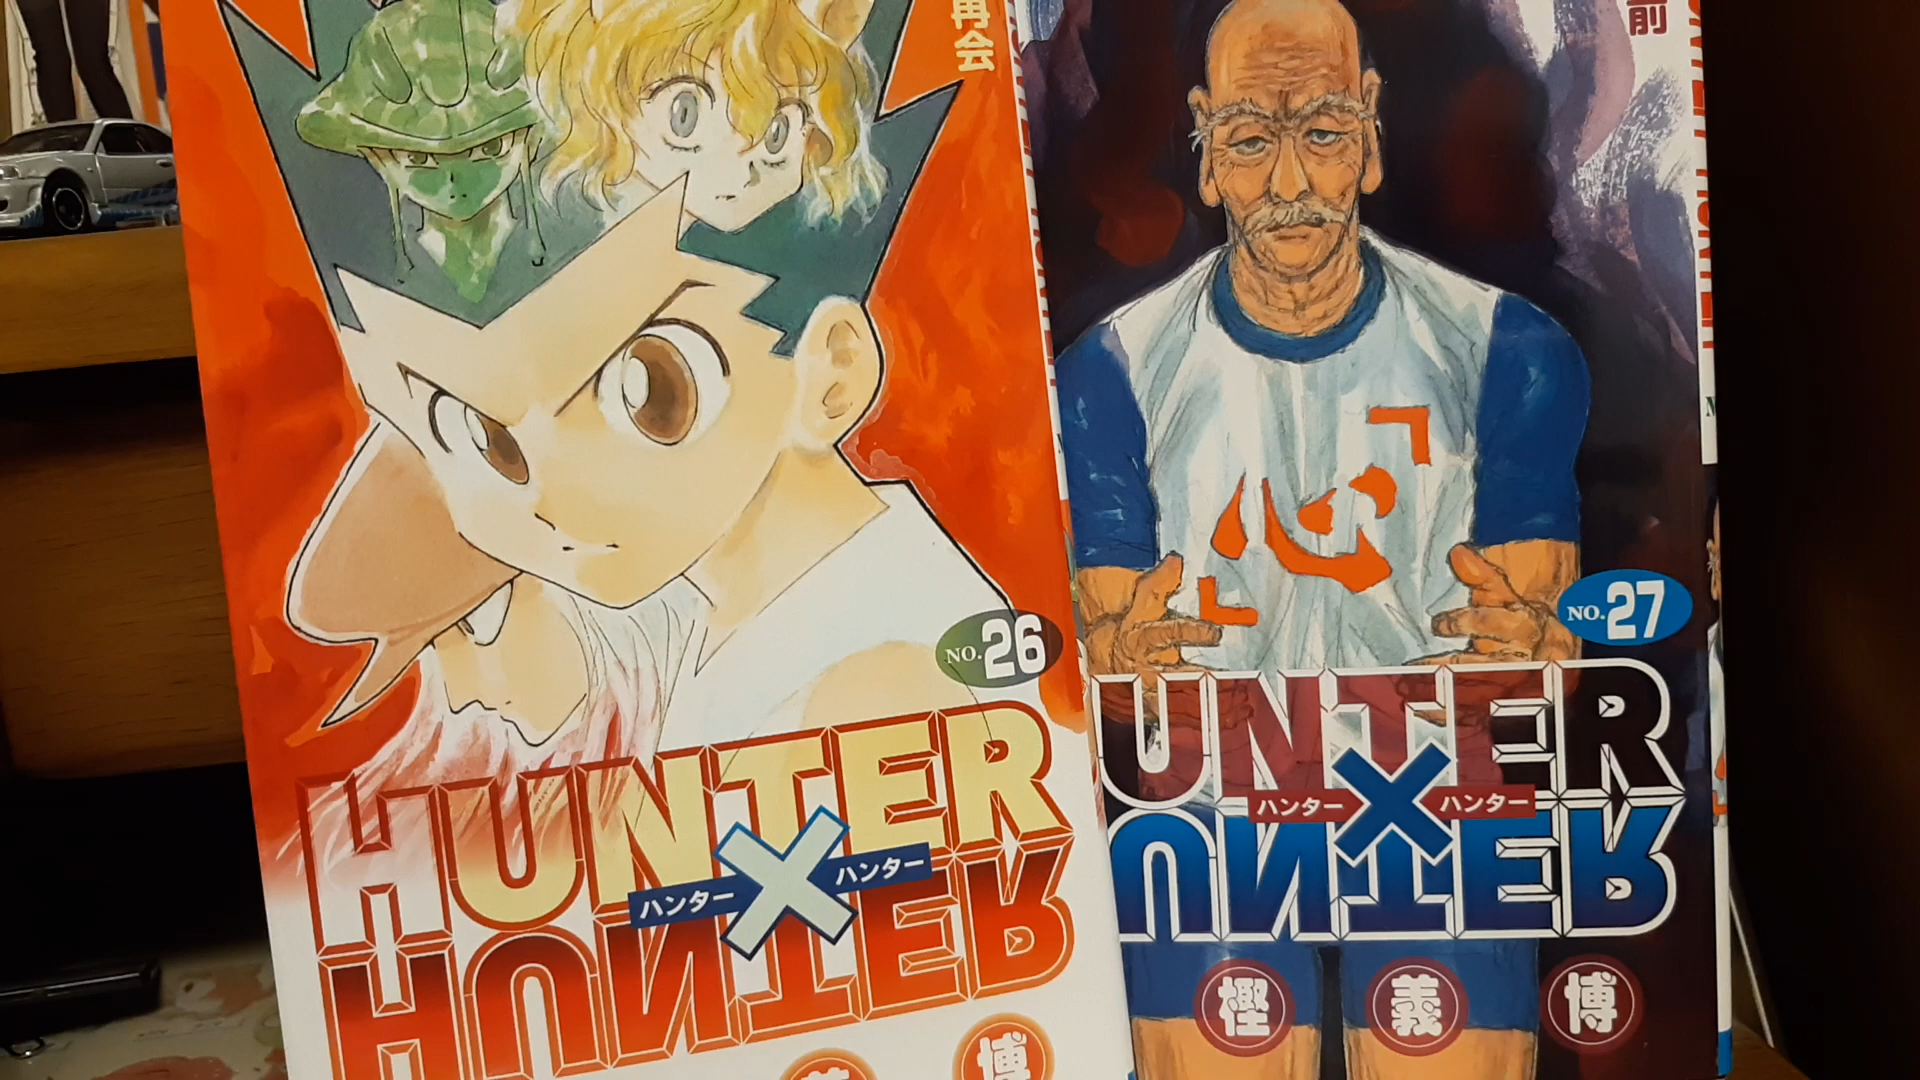 再会
NO.26
HUNTER
ハンター×ハンター
HUNTER
博
前
心
NO.27
UNTER
ハンター×ハンター
UNTER
樫 義 博